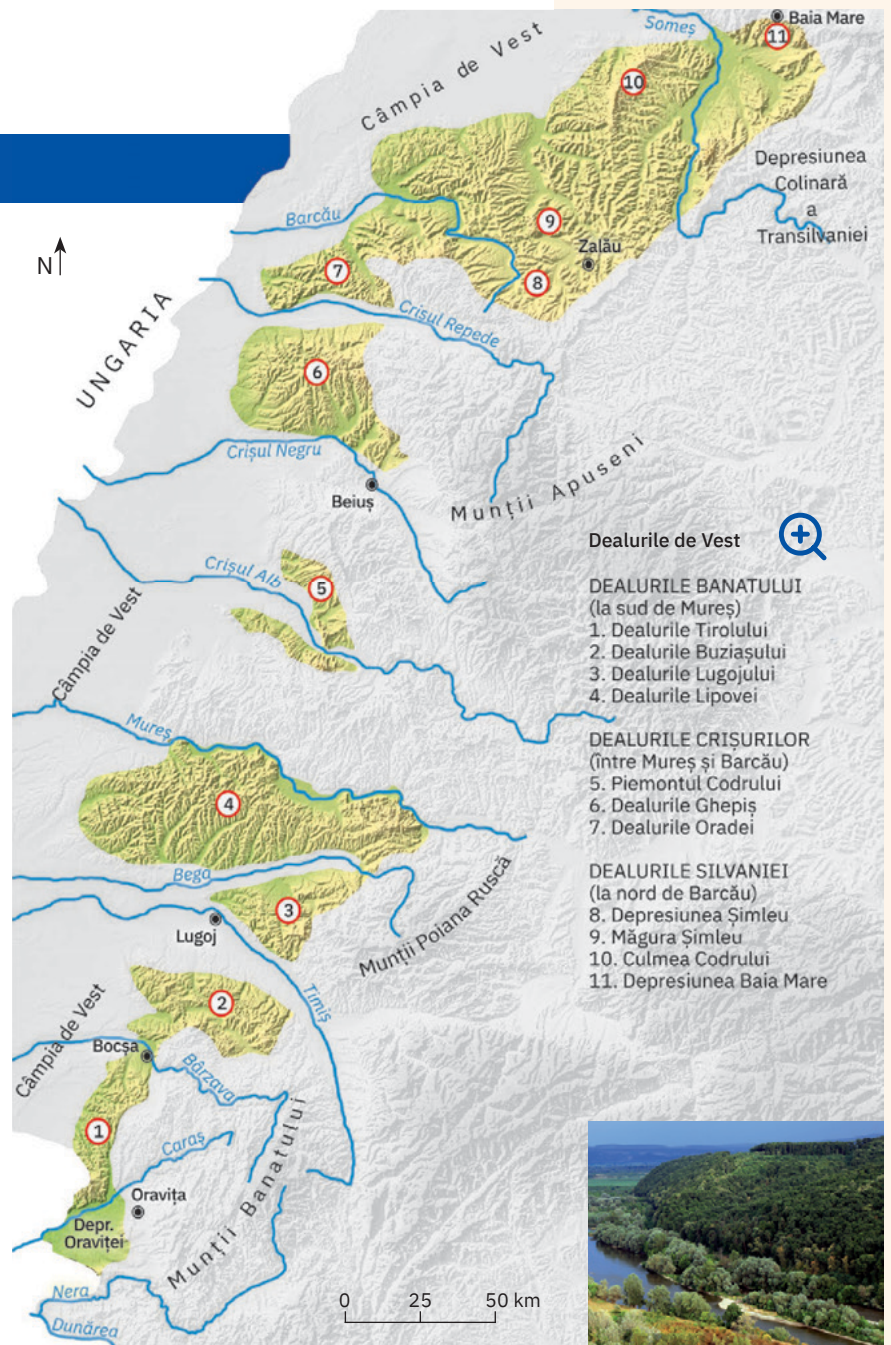 Baia Mare
11
Someș
Câmpia de Vest
10
Depresiunea
Colinară
a
Transilvaniei
Barcău
9
Zalău
N
7
8
UNGARIA
Crișul Repede
6
Crișul Negru
Beiuș
Munții Apuseni
Dealurile de Vest
DEALURILE BANATULUI
(la sud de Mureș)
1. Dealurile Tirolului
2. Dealurile Buziașului
3. Dealurile Lugojului
4. Dealurile Lipovei
DEALURILE CRIȘURILOR
(între Mureș și Barcău)
5. Piemontul Codrului
6. Dealurile Ghepiș
7. Dealurile Oradei
DEALURILE SILVANIEI
(la nord de Barcău)
8. Depresiunea Șimleu
9. Măgura Șimleu
10. Culmea Codrului
11. Depresiunea Baia Mare
Crișul Alb
5
Câmpia de Vest
Mureș
4
Bega
3
Lugoj
Munții Poiana Ruscă
Timiș
2
Câmpia de Vest
Bocșa
Bârzava
1
Caraș
Oravița
Depr.
Oraviței
Munții Banatului
Nera
Dunărea
0 25 50 km